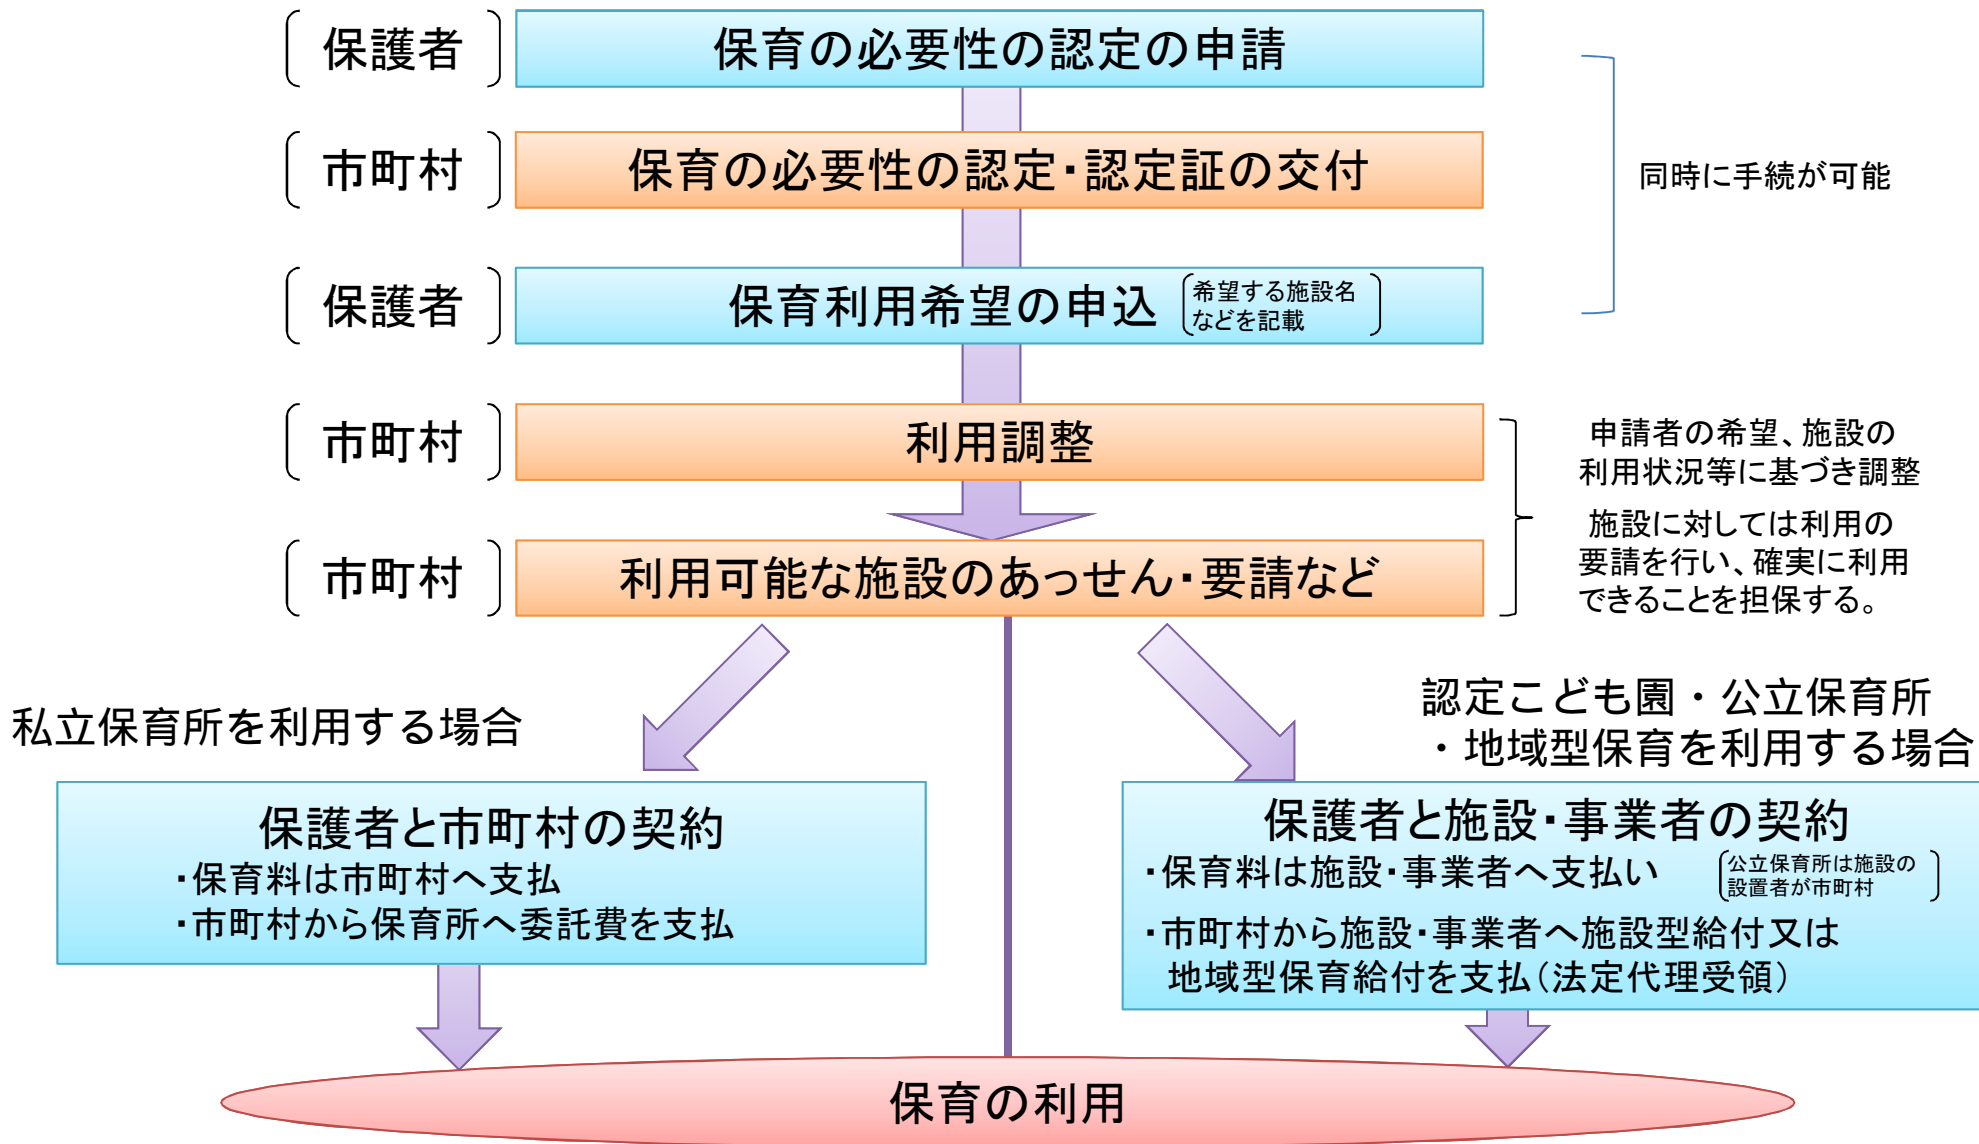 保護者
保育の必要性の認定の申請
市町村
保育の必要性の認定・認定証の交付
同時に手続が可能
保護者
保育利用希望の申込
希望する施設名
などを記載
市町村
利用調整
申請者の希望、施設の
利用状況等に基づき調整
施設に対しては利用の
要請を行い、確実に利用
できることを担保する。
市町村
利用可能な施設のあっせん・要請など
私立保育所を利用する場合
認定こども園・公立保育所
・地域型保育を利用する場合
保護者と市町村の契約
・保育料は市町村へ支払
・市町村から保育所へ委託費を支払
保護者と施設・事業者の契約
・保育料は施設・事業者へ支払い
公立保育所は施設の
設置者が市町村
・市町村から施設・事業者へ施設型給付又は
地域型保育給付を支払(法定代理受領)
保育の利用